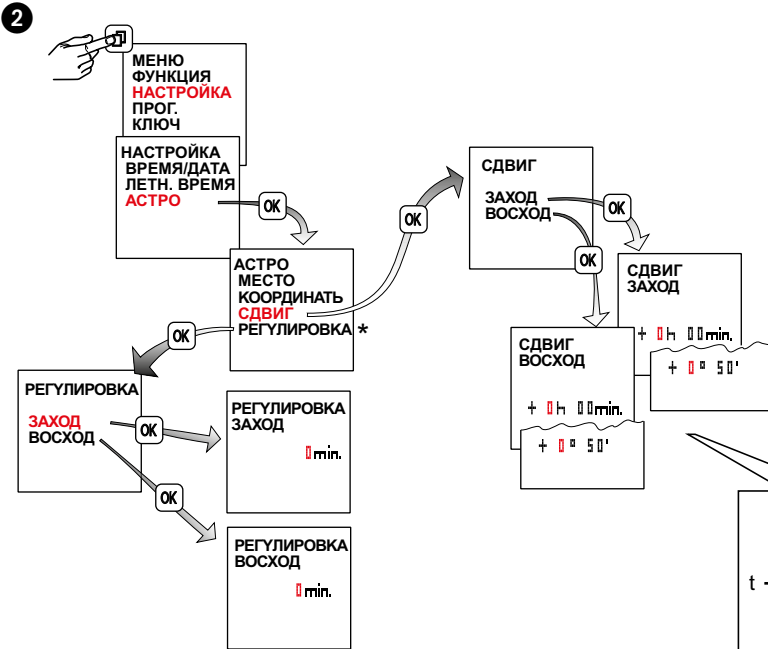 2
МЕНЮ
ФУНКЦИЯ
НАСТРОЙКА
ПРОГ.
КЛЮЧ
НАСТРОЙКА
ВРЕМЯ/ДАТА
ЛЕТН. ВРЕМЯ
АСТРО
OK
АСТРО
МЕСТО
КООРДИНАТЬ
СДВИГ
РЕГУЛИРОВКА *
OK
OK
РЕГУЛИРОВКА
ЗАХОД
ВОСХОД
OK
OK
РЕГУЛИРОВКА
ЗАХОД
0min.
РЕГУЛИРОВКА
ВОСХОД
0min.
СДВИГ
ЗАХОД
ВОСХОД
OK
OK
СДВИГ
ЗАХОД
+ 0h 00min.
+ 0° 50'
СДВИГ
ВОСХОД
+ 0h 00min.
+ 0° 50'
t -